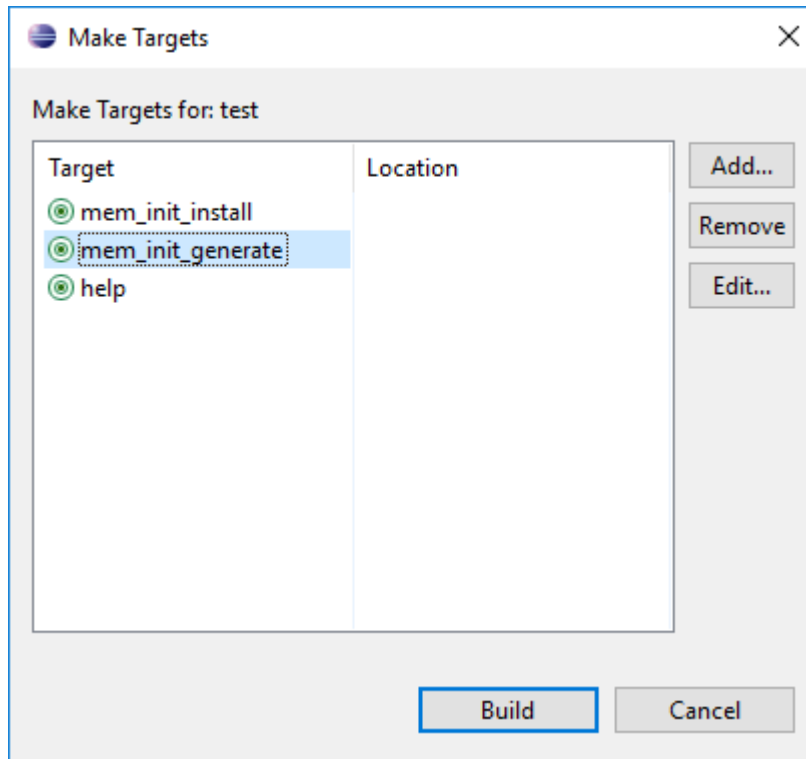 Make Targets
Make Targets for: test
Target Location
mem_init_install
mem_init_generate
help
Add...
Remove
Edit...
Build Cancel